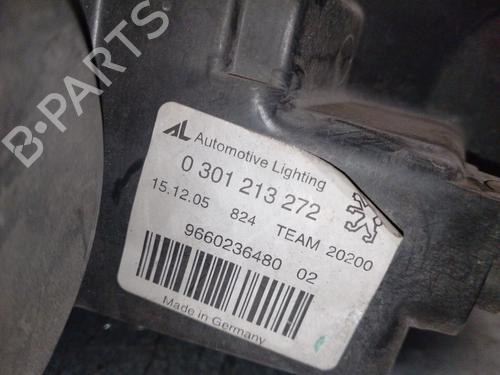 B-PARTS
AL Automotive Lighting
0 301 213 272
15.12.05 824 TEAM 20200
9660236480 02
Made in Germany